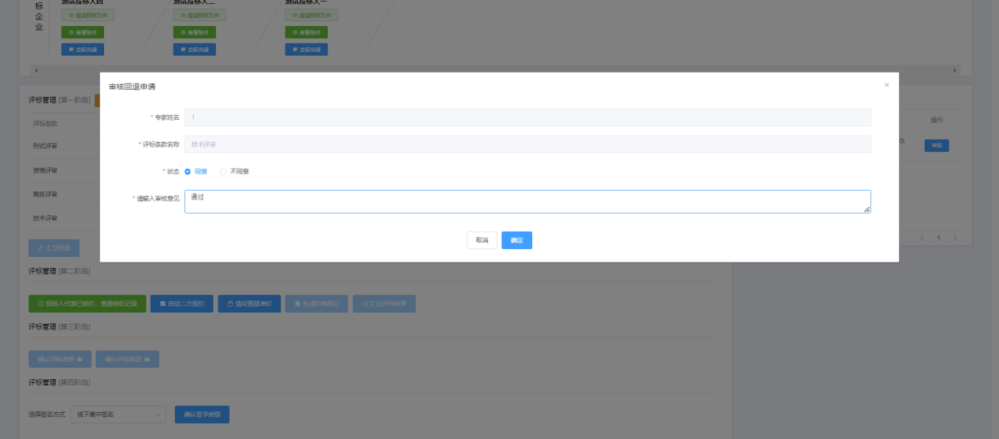 标企业
测试投标人四 测试投标人二 测试投标人一
阅读投标文件 阅读投标文件 阅读投标文件
查看附件 查看附件 查看附件
发起沟通 发起沟通 发起沟通
审核回退申请
评标管理 [第一阶段]
* 专家姓名 1
评标条款 操作
* 评标条款名称 技术评审
形式评审 审核
* 状态 同意 不同意
资格评审
* 请输入审核意见 通过
商务评审
技术评审
取消 确定
< 1 >
汇总回退
评标管理 [第二阶段]
招标人代表已核价，查看核价记录 启动二次报价 请设置基准价 生成价格得分 汇总评标结果
评标管理 [第三阶段]
确认评标表格 确认评标报告
评标管理 [第四阶段]
选择签名方式 线下集中签名 确认签字类型